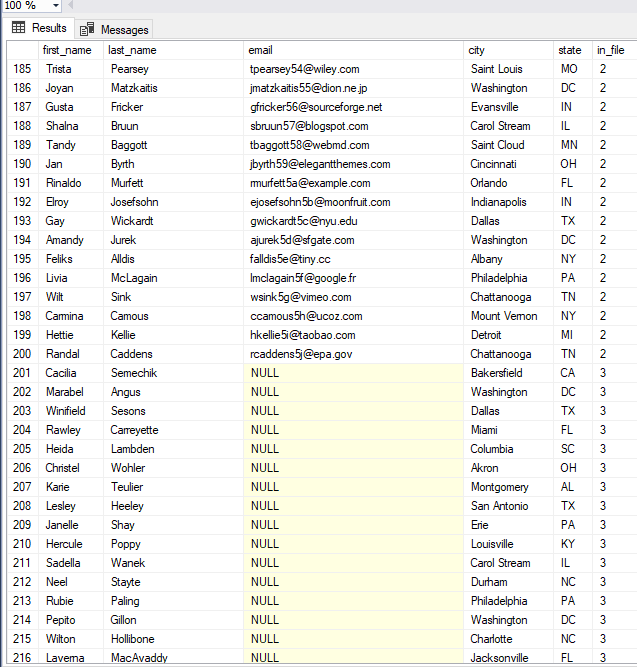 100 %
Results Messages
first_name last_name email city state in_file
185 Trista Pearsey tpearsey54@wiley.com Saint Louis MO 2
186 Joyan Matzkaitis jmatzkaitis55@dion.ne.jp Washington DC 2
187 Gusta Fricker gfricker56@sourceforge.net Evansville IN 2
188 Shalna Bruun sbruun57@blogspot.com Carol Stream IL 2
189 Tandy Baggott tbaggott58@webmd.com Saint Cloud MN 2
190 Jan Byrth jbyrth59@elegantthemes.com Cincinnati OH 2
191 Rinaldo Murfett rmurfett5a@example.com Orlando FL 2
192 Elroy Josefsohn ejosefsohn5b@moonfruit.com Indianapolis IN 2
193 Gay Wickardt gwickardt5c@nyu.edu Dallas TX 2
194 Amandy Jurek ajurek5d@sfgate.com Washington DC 2
195 Feliks Alldis falldis5e@tiny.cc Albany NY 2
196 Livia McLagain lmclagain5f@google.fr Philadelphia PA 2
197 Wilt Sink wsink5g@vimeo.com Chattanooga TN 2
198 Carmina Camous ccamous5h@ucoz.com Mount Vernon NY 2
199 Hettie Kellie hkellie5i@taobao.com Detroit MI 2
200 Randal Caddens rcaddens5j@epa.gov Chattanooga TN 2
201 Cacilia Semechik NULL Bakersfield CA 3
202 Marabel Angus NULL Washington DC 3
203 Winifield Sesons NULL Dallas TX 3
204 Rawley Carreyette NULL Miami FL 3
205 Heida Lambden NULL Columbia SC 3
206 Christel Wohler NULL Akron OH 3
207 Karie Teulier NULL Montgomery AL 3
208 Lesley Heeley NULL San Antonio TX 3
209 Janelle Shay NULL Erie PA 3
210 Hercule Poppy NULL Louisville KY 3
211 Sadella Wanek NULL Carol Stream IL 3
212 Neel Stayte NULL Durham NC 3
213 Rubie Paling NULL Philadelphia PA 3
214 Pepito Gillon NULL Washington DC 3
215 Wilton Hollibone NULL Charlotte NC 3
216 Laverna MacAvaddy NULL Jacksonville FL 3